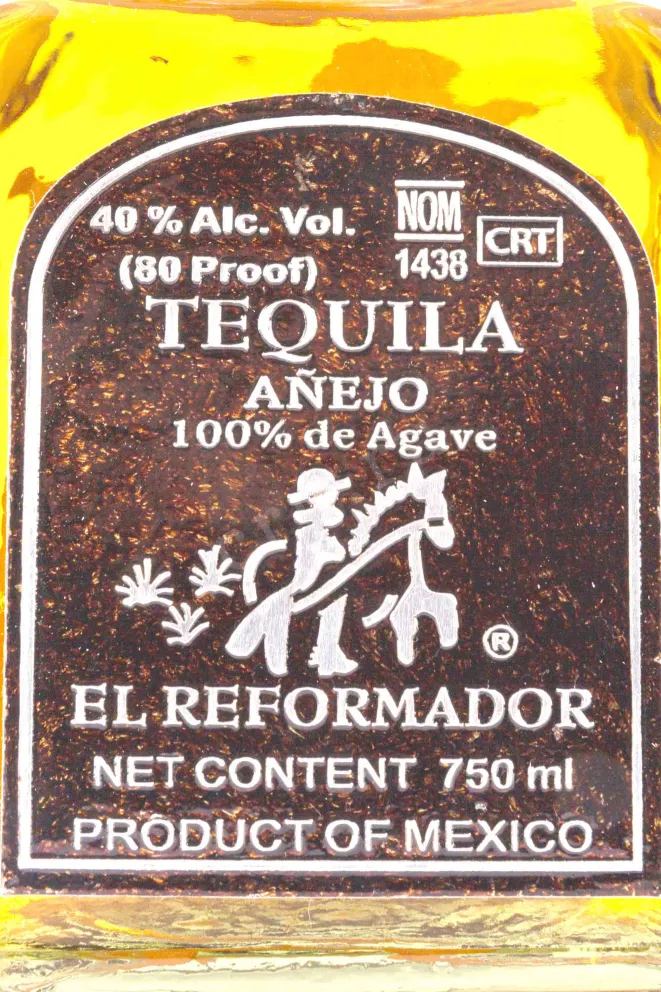 40 % Alc. Vol.
(80 Proof)
NOM
1438
CRT
TEQUILA
AÑEJO
100% de Agave
®
EL REFORMADOR
NET CONTENT 750 ml
PRODUCT OF MEXICO